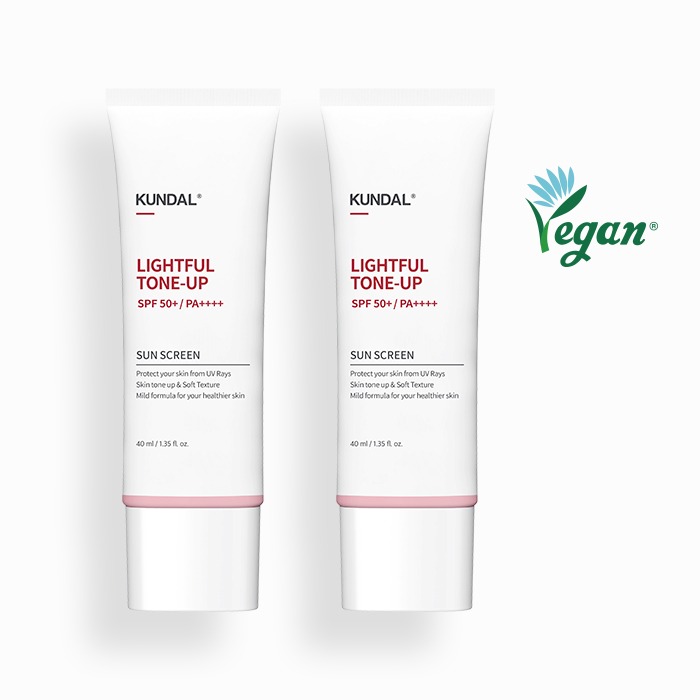 KUNDAL®
LIGHTFUL
TONE-UP
SPF 50+ / PA++++
SUN SCREEN
Protect your skin from UV Rays
Skin tone up & Soft Texture
Mild formula for your healthier skin
40 ml / 1.35 fl. oz.
KUNDAL®
LIGHTFUL
TONE-UP
SPF 50+ / PA++++
SUN SCREEN
Protect your skin from UV Rays
Skin tone up & Soft Texture
Mild formula for your healthier skin
40 ml / 1.35 fl. oz.
Vegan®